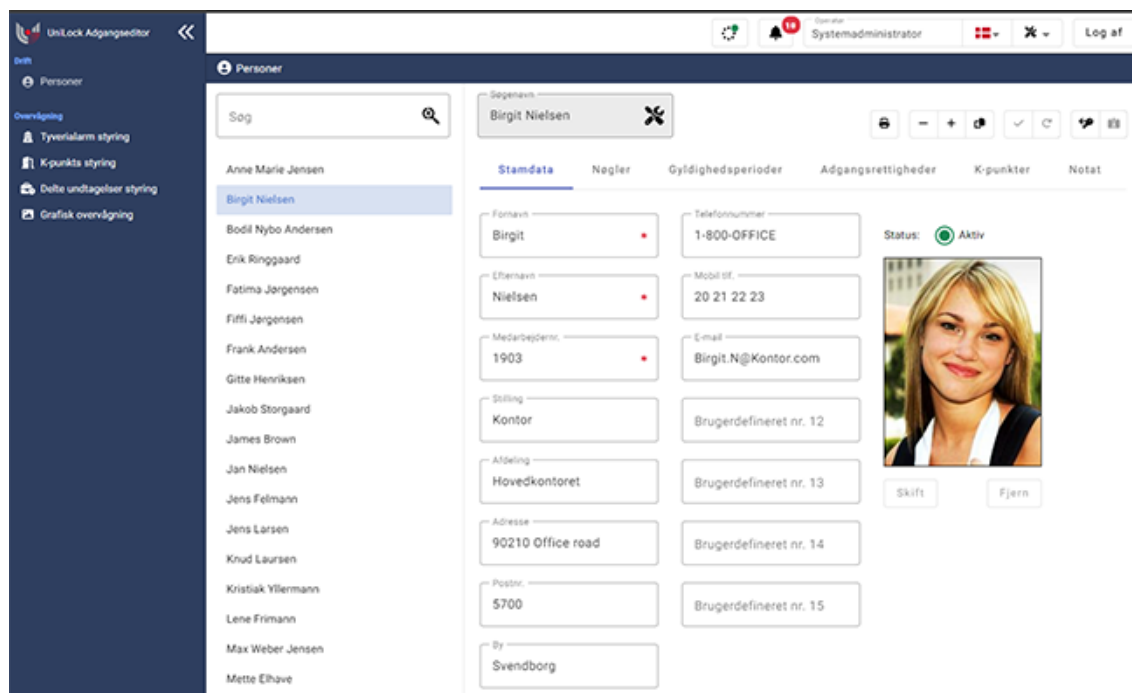 UniLock Adgangseditor
10
Operatør
Systemadministrator
Log af
Drift
Personer
Overvågning
Tyverialarm styring
K-punkts styring
Delte undtagelser styring
Grafisk overvågning
Personer
Søg
Anne Marie Jensen
Birgit Nielsen
Bodil Nybo Andersen
Erik Ringgaard
Fatima Jørgensen
Fiffi Jørgensen
Frank Andersen
Gitte Henriksen
Jakob Storgaard
James Brown
Jan Nielsen
Jens Felmann
Jens Larsen
Knud Laursen
Kristiak Yllermann
Lene Frimann
Max Weber Jensen
Mette Elhave
Søgenavn
Birgit Nielsen
Stamdata Nøgler Gyldighedsperioder Adgangsrettigheder K-punkter Notat
Fornavn
Birgit
Efternavn
Nielsen
Medarbejdernr.
1903
Stilling
Kontor
Afdeling
Hovedkontoret
Adresse
90210 Office road
Postnr.
5700
By
Svendborg
Telefonnummer
1-800-OFFICE
Mobil tlf.
20 21 22 23
E-mail
Birgit.N@Kontor.com
Brugerdefineret nr. 12
Brugerdefineret nr. 13
Brugerdefineret nr. 14
Brugerdefineret nr. 15
Status: Aktiv
Skift Fjern